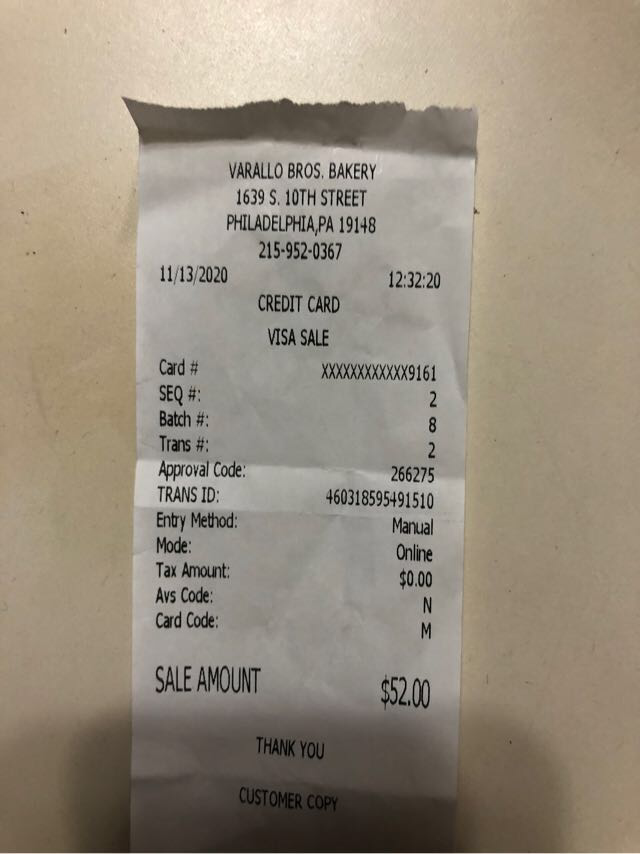 VARALLO BROS. BAKERY
1639 S. 10TH STREET
PHILADELPHIA,PA 19148
215-952-0367
11/13/2020 12:32:20
CREDIT CARD
VISA SALE
Card # XXXXXXXXXXXX9161
SEQ #: 2
Batch #: 8
Trans #: 2
Approval Code: 266275
TRANS ID: 460318595491510
Entry Method: Manual
Mode: Online
Tax Amount: $0.00
Avs Code: N
Card Code: M
SALE AMOUNT $52.00
THANK YOU
CUSTOMER COPY